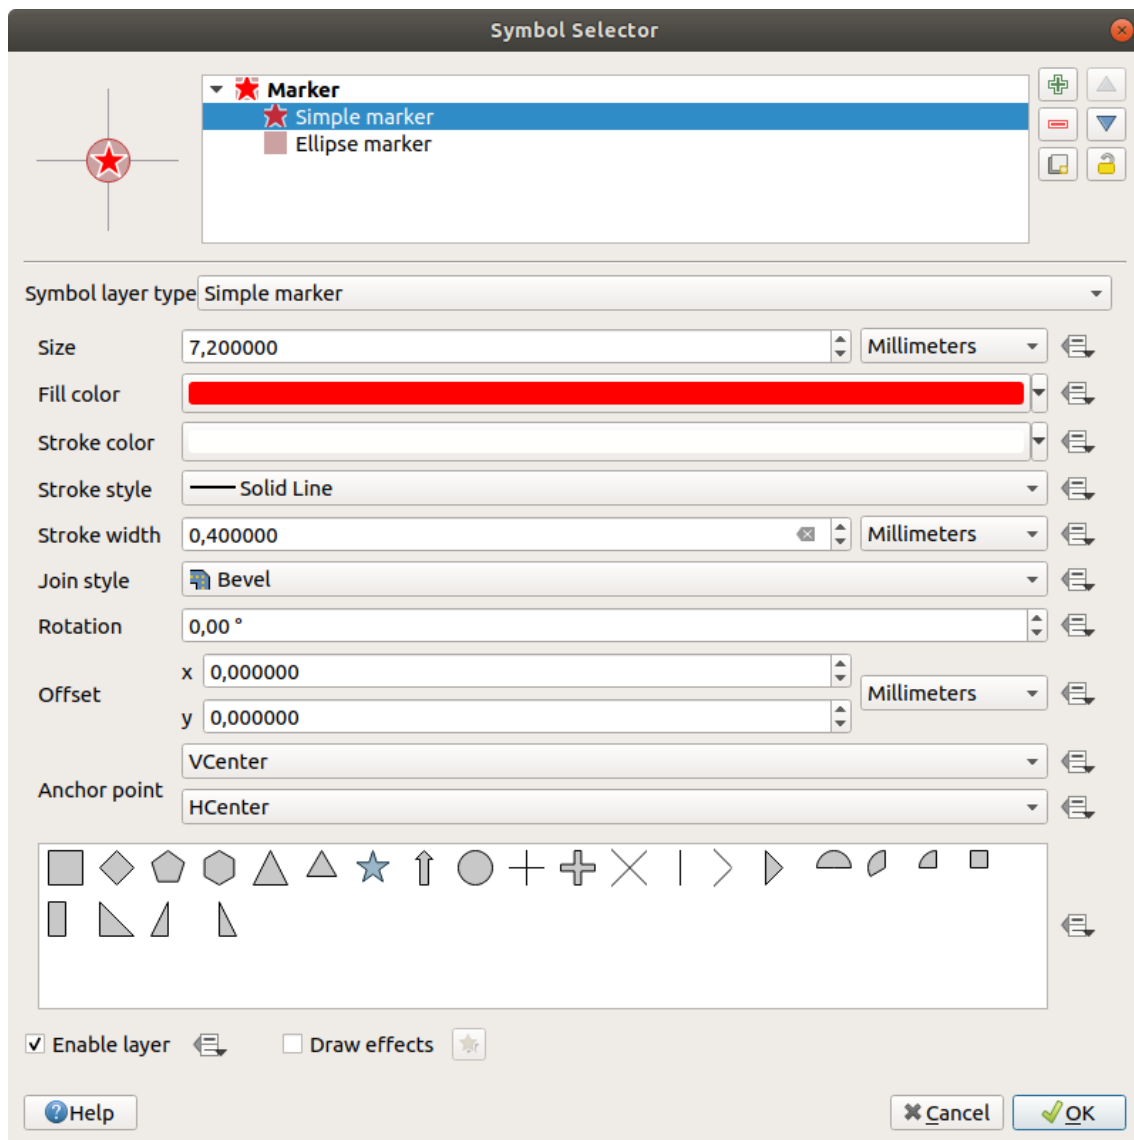 Symbol Selector
Marker
Simple marker
Ellipse marker
Symbol layer type Simple marker
Size 7,200000 Millimeters
Fill color
Stroke color
Stroke style Solid Line
Stroke width 0,400000 Millimeters
Join style Bevel
Rotation 0,00 °
x 0,000000
Offset Millimeters
y 0,000000
VCenter
Anchor point
HCenter
Enable layer Draw effects
Help Cancel OK